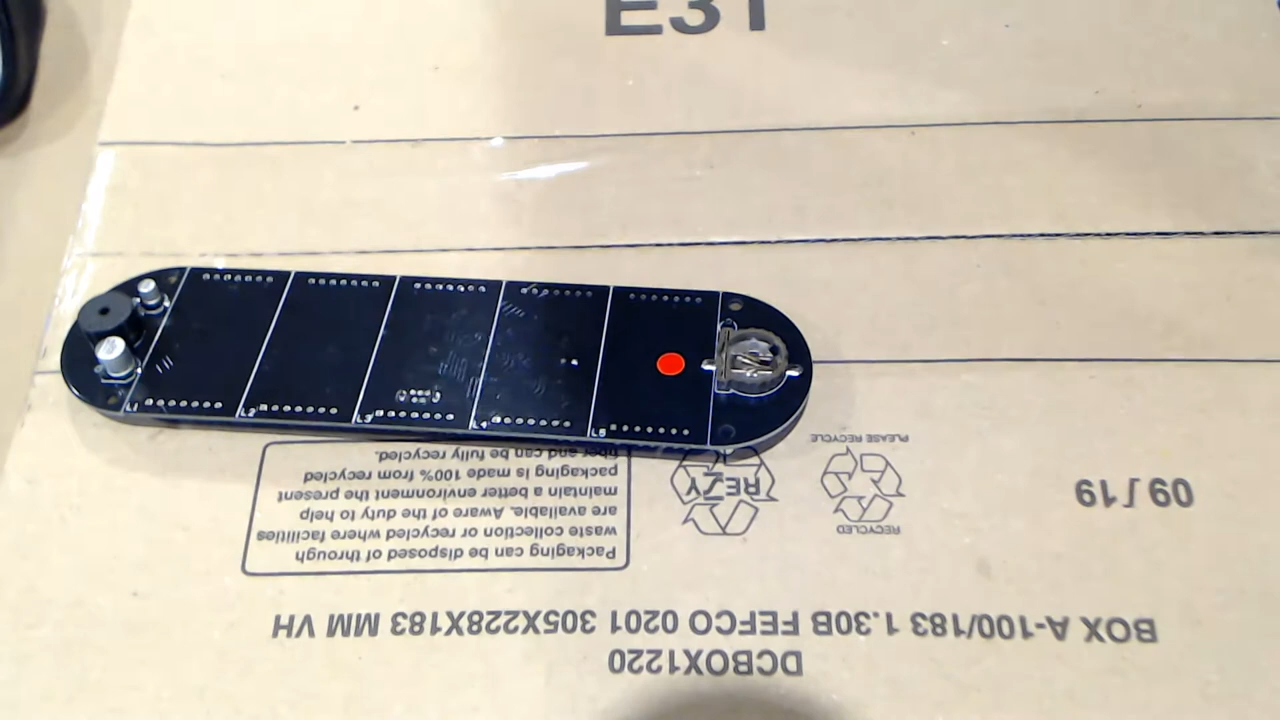 E31
L1
L2
L3
L4
L5
PLEASE RECYCLE
RECYCLED
REZY
09/19
Packaging can be disposed of through
waste collection or recycled where facilities
are available. Aware of the duty to help
maintain a better environment the present
packaging is made 100% from recycled
fiber and can be fully recycled.
BOX A-100/183 1.30B FEFCO 0201 305X228X183 MM VH
DCBOX1220